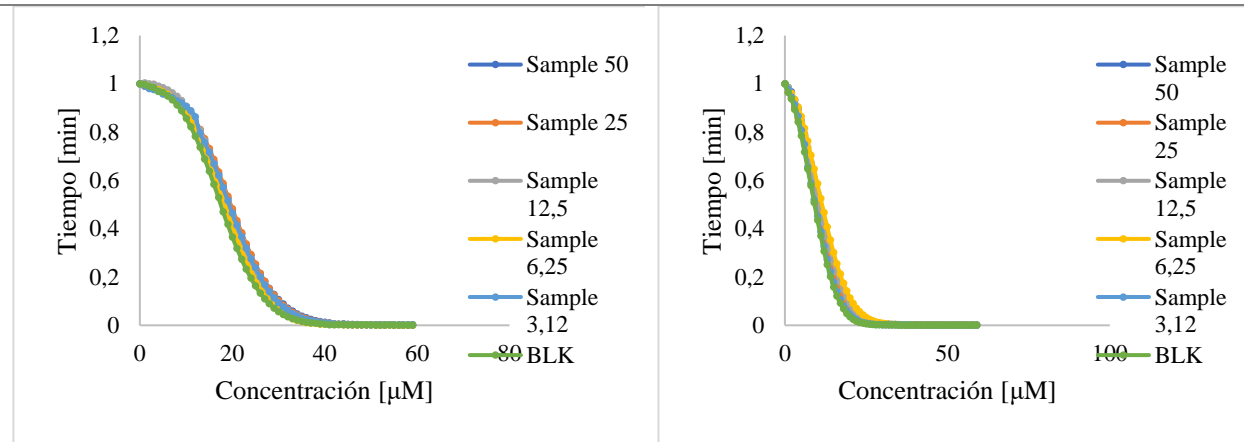 1,2
1
0,8
0,6
0,4
0,2
0
0 20 40 60 80
Tiempo [min]
Concentración [µM]
Sample 50
Sample 25
Sample
12,5
Sample
6,25
Sample
3,12
BLK
1,2
1
0,8
0,6
0,4
0,2
0
0 50 100
Tiempo [min]
Concentración [µM]
Sample
50
Sample
25
Sample
12,5
Sample
6,25
Sample
3,12
BLK